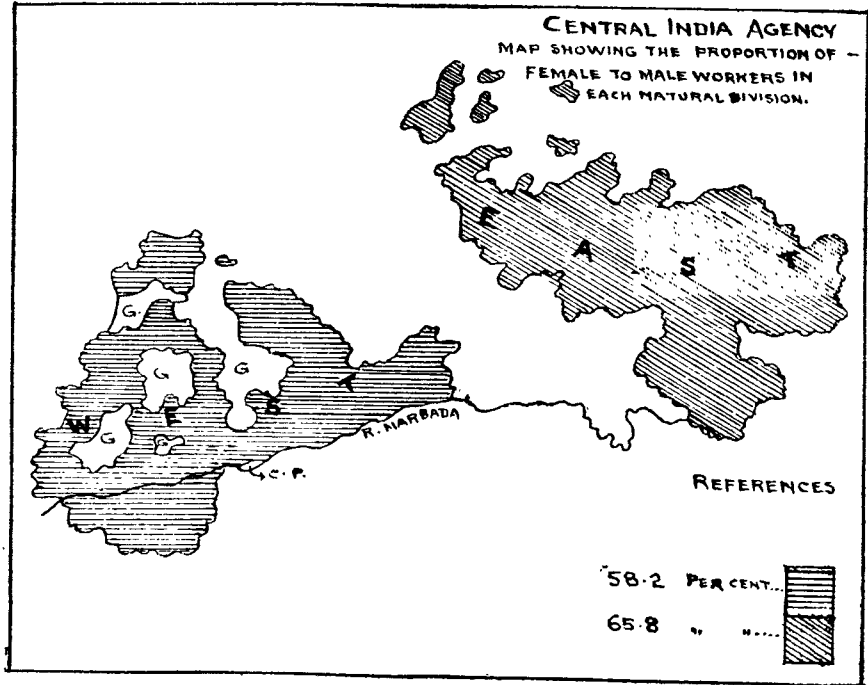 CENTRAL INDIA AGENCY
MAP SHOWING THE PROPORTION OF –
FEMALE TO MALE WORKERS IN
EACH NATURAL DIVISION.
E A S T
G.
G G
W E S T
G G
R. NARBADA
C. P.
REFERENCES
58·2 PER CENT...
65·8 " "....